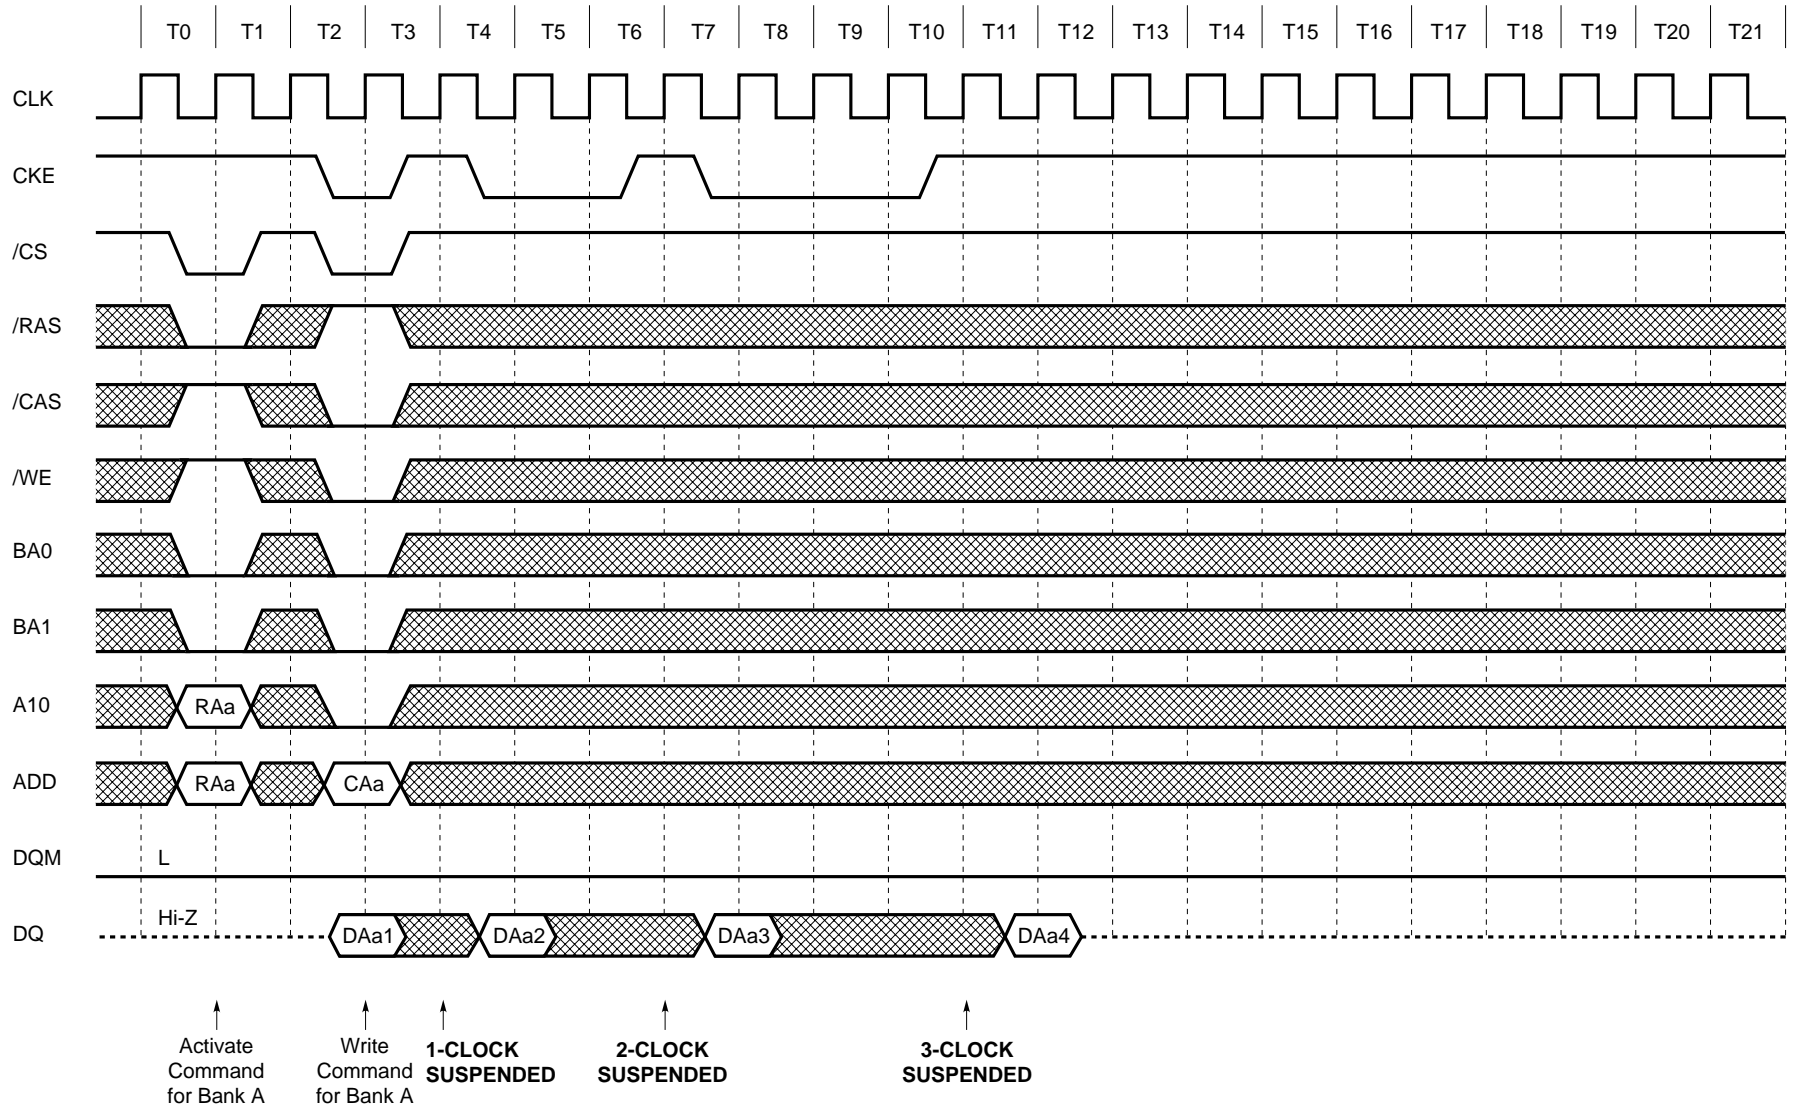 T0 T1 T2 T3 T4 T5 T6 T7 T8 T9 T10 T11 T12 T13 T14 T15 T16 T17 T18 T19 T20 T21
CLK
CKE
/CS
/RAS
/CAS
/WE
BA0
BA1
A10 RAa
ADD RAa CAa
DQM L
Hi-Z
DQ DAa1 DAa2 DAa3 DAa4
Activate
Command
for Bank A
Write
Command
for Bank A
1-CLOCK
SUSPENDED
2-CLOCK
SUSPENDED
3-CLOCK
SUSPENDED